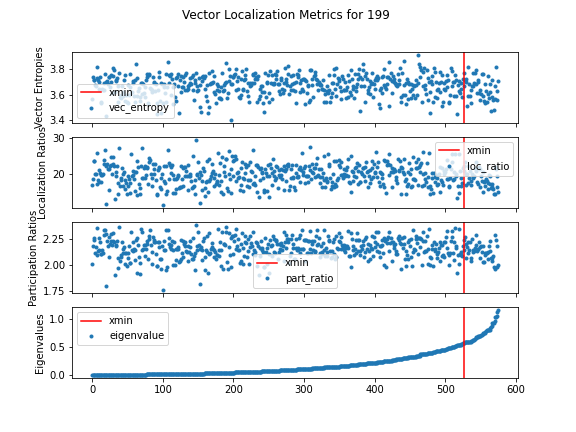 Vector Localization Metrics for 199
Vector Entropies
3.8
3.6
3.4
xmin
vec_entropy
Localization Ratios
30
20
xmin
loc_ratio
Participation Ratios
2.25
2.00
1.75
xmin
part_ratio
Eigenvalues
1.0
0.5
0.0
xmin
eigenvalue
0 100 200 300 400 500 600